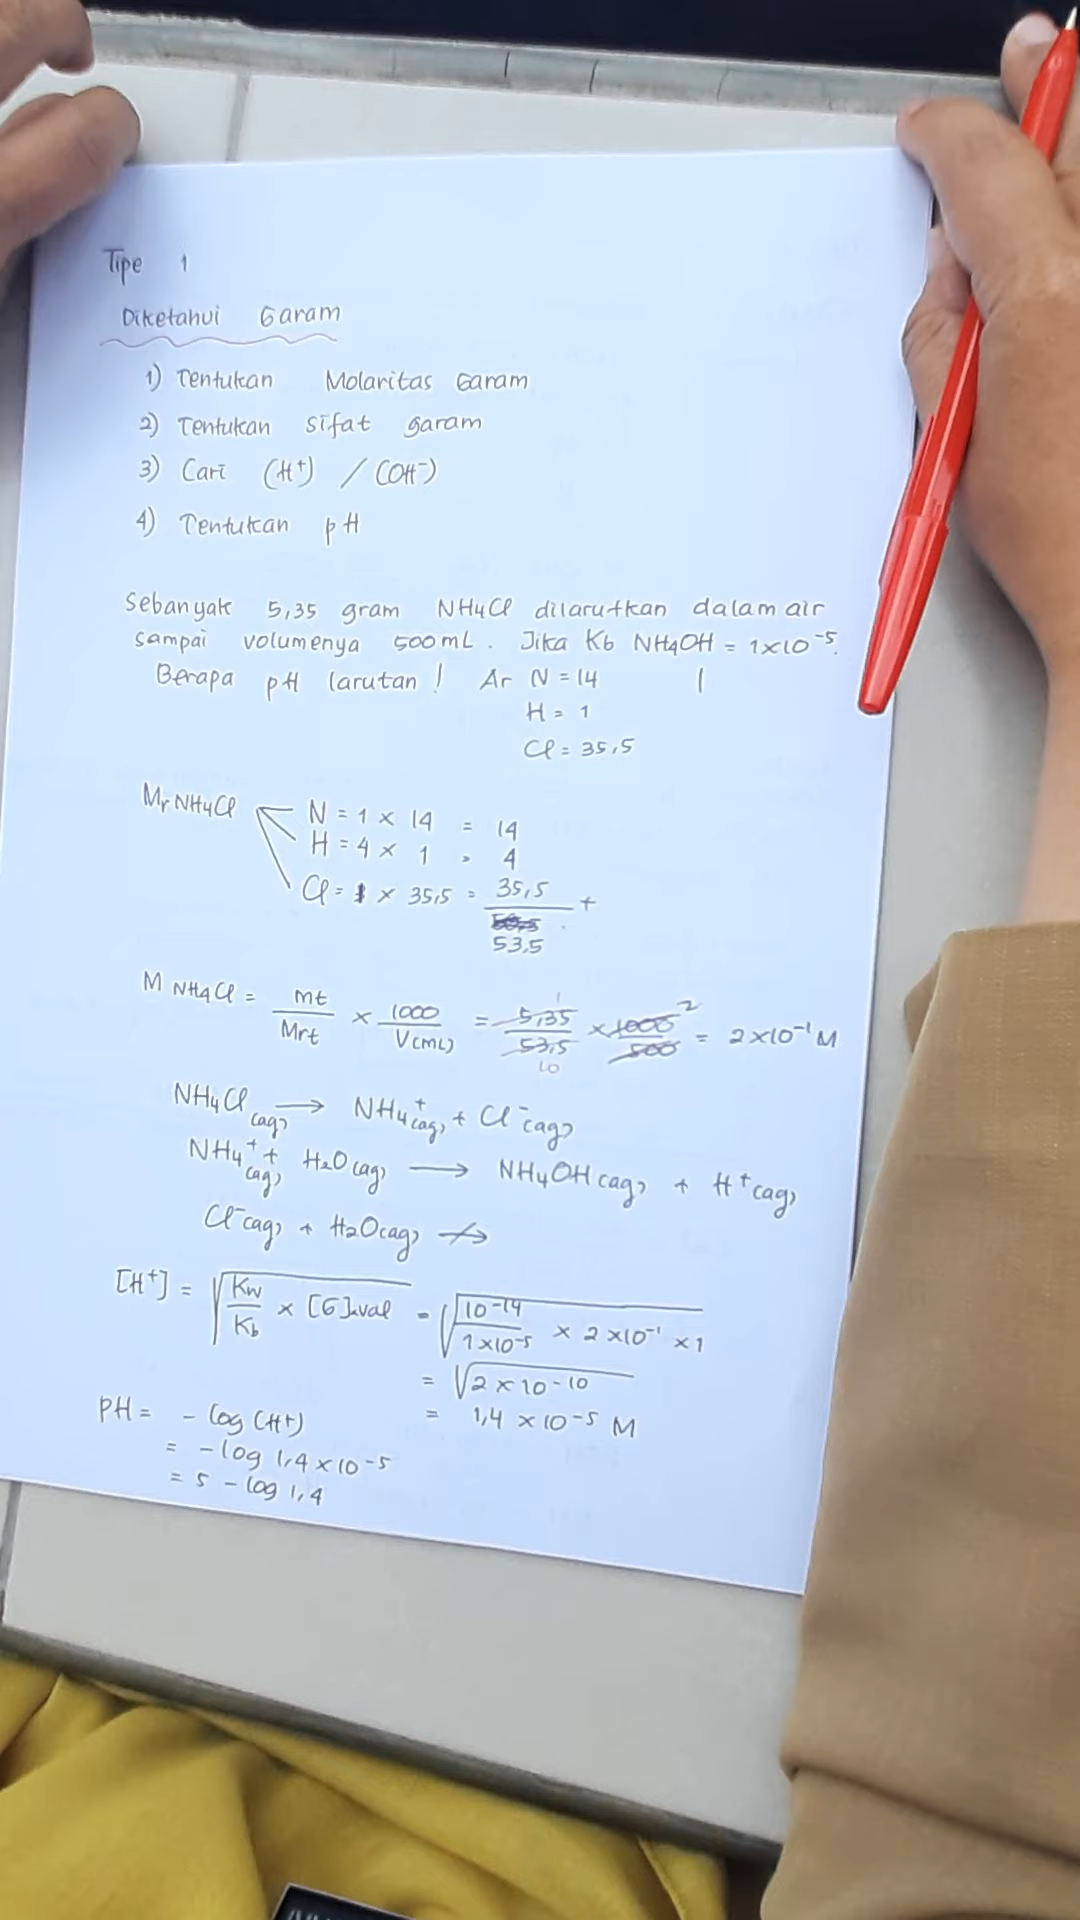 Tipe 1
Diketahui Garam
1) Tentukan Molaritas Garam
2) Tentukan sifat garam
3) Cari (H⁺) / (OH⁻)
4) Tentukan pH
Sebanyak 5,35 gram NH4Cl dilarutkan dalam air
sampai volumenya 500 mL. Jika Kb NH4OH = 1x10⁻⁵.
Berapa pH larutan ! Ar N = 14
H = 1
Cl = 35,5
Mr NH4Cl N = 1 x 14 = 14
H = 4 x 1 = 4
Cl = 1 x 35,5 = 35,5 +
53,5
M NH4Cl = mt/Mrt x 1000/V(mL) = 5,35/53,5 x 1000/500 = 2 x 10⁻¹ M
1 2
10
NH4Cl (aq) → NH4⁺ (aq) + Cl⁻ (aq)
NH4⁺ (aq) + H2O (aq) → NH4OH (aq) + H⁺ (aq)
Cl⁻ (aq) + H2O (aq) ↛
[H⁺] = √(Kw/Kb x [G].val) = √(10⁻¹⁴/1x10⁻⁵ x 2x10⁻¹ x 1)
= √(2 x 10⁻¹⁰)
= 1,4 x 10⁻⁵ M
PH = - log (H⁺)
= - log 1,4 x 10⁻⁵
= 5 - log 1,4